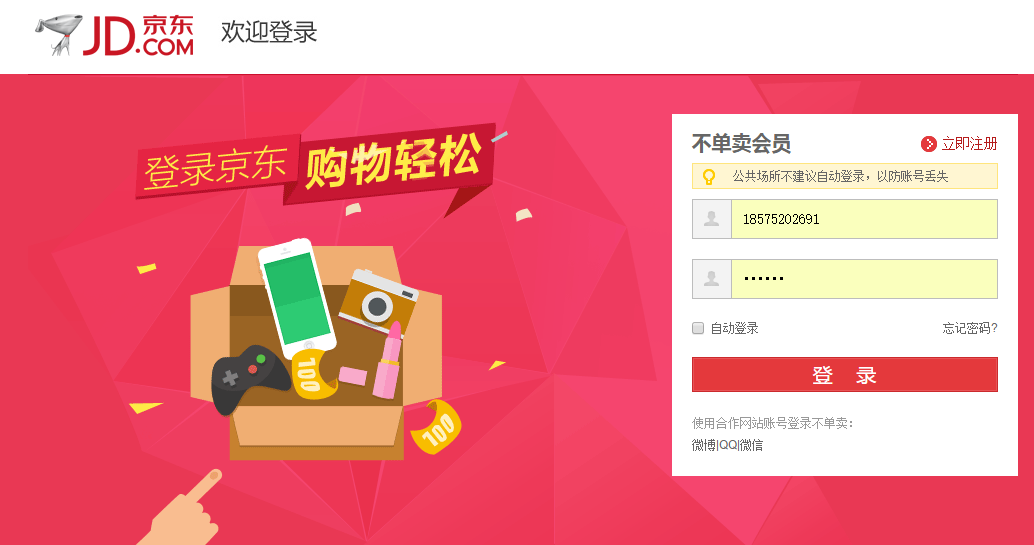 JD.COM 京东
欢迎登录
登录京东 购物轻松
100
100
不单卖会员
立即注册
公共场所不建议自动登录，以防账号丢失
18575202691
••••••
自动登录
忘记密码?
登 录
使用合作网站账号登录不单卖：
微博|QQ|微信